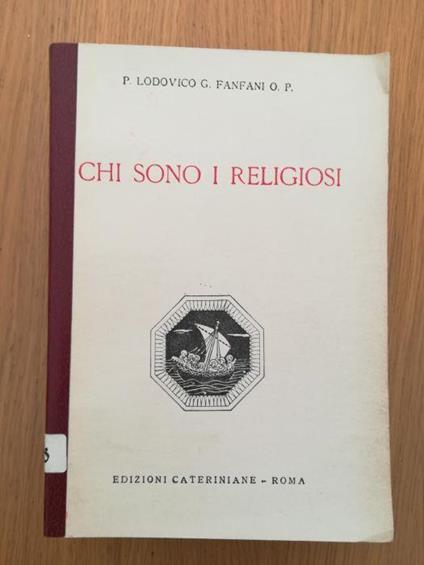 P. LODOVICO G. FANFANI O. P.
CHI SONO I RELIGIOSI
EDIZIONI CATERINIANE - ROMA